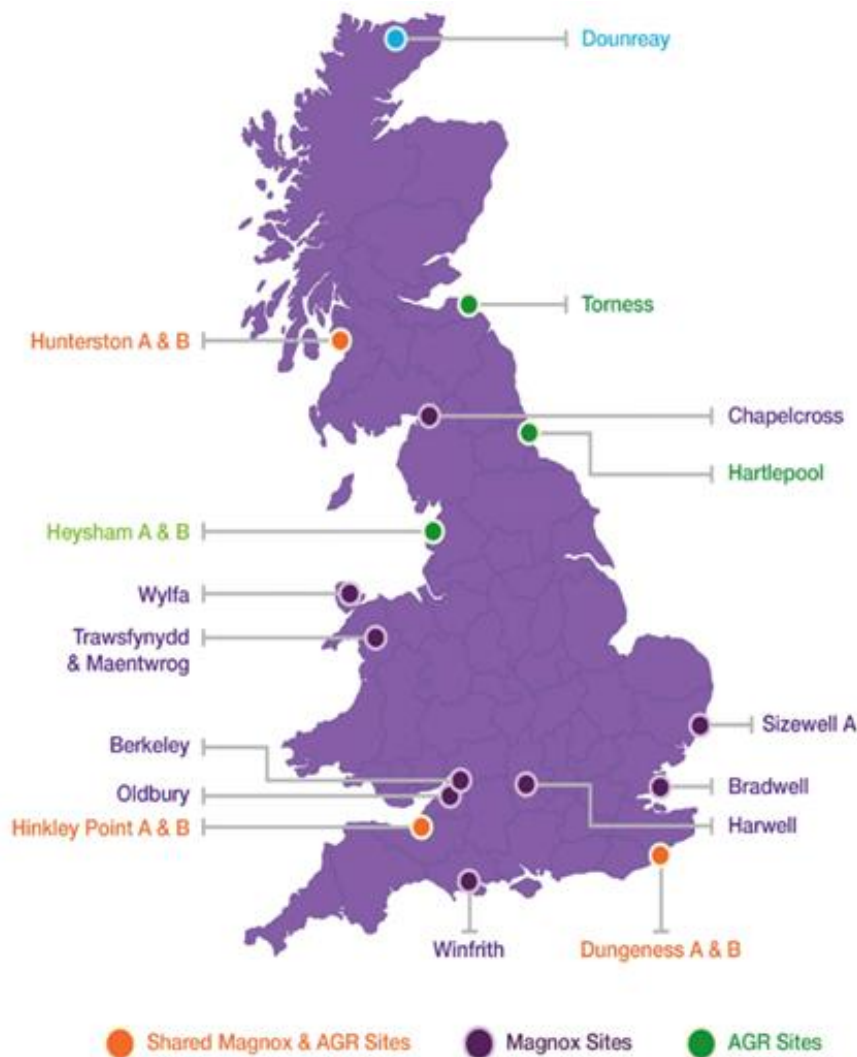 Dounreay
Torness
Hunterston A & B
Chapelcross
Hartlepool
Heysham A & B
Wylfa
Trawsfynydd
& Maentwrog
Sizewell A
Berkeley
Bradwell
Oldbury
Harwell
Hinkley Point A & B
Winfrith
Dungeness A & B
Shared Magnox & AGR Sites
Magnox Sites
AGR Sites